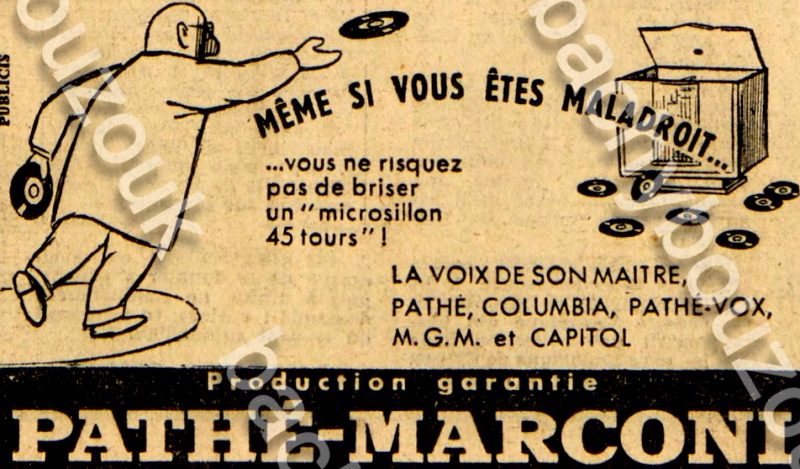 PUBLICIS
MÊME SI VOUS ÊTES MALADROIT...
...vous ne risquez
pas de briser
un "microsillon
45 tours" !
LA VOIX DE SON MAITRE,
PATHÉ, COLUMBIA, PATHÉ-VOX,
M.G.M. et CAPITOL
Production garantie
PATHÉ-MARCONI
baanybouzouk